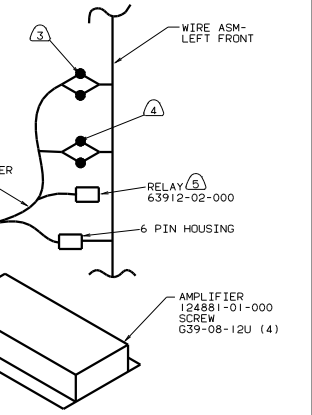 3
WIRE ASM-
LEFT FRONT
4
ER
RELAY 5
63912-02-000
6 PIN HOUSING
AMPLIFIER
124881-01-000
SCREW
G39-08-12U (4)